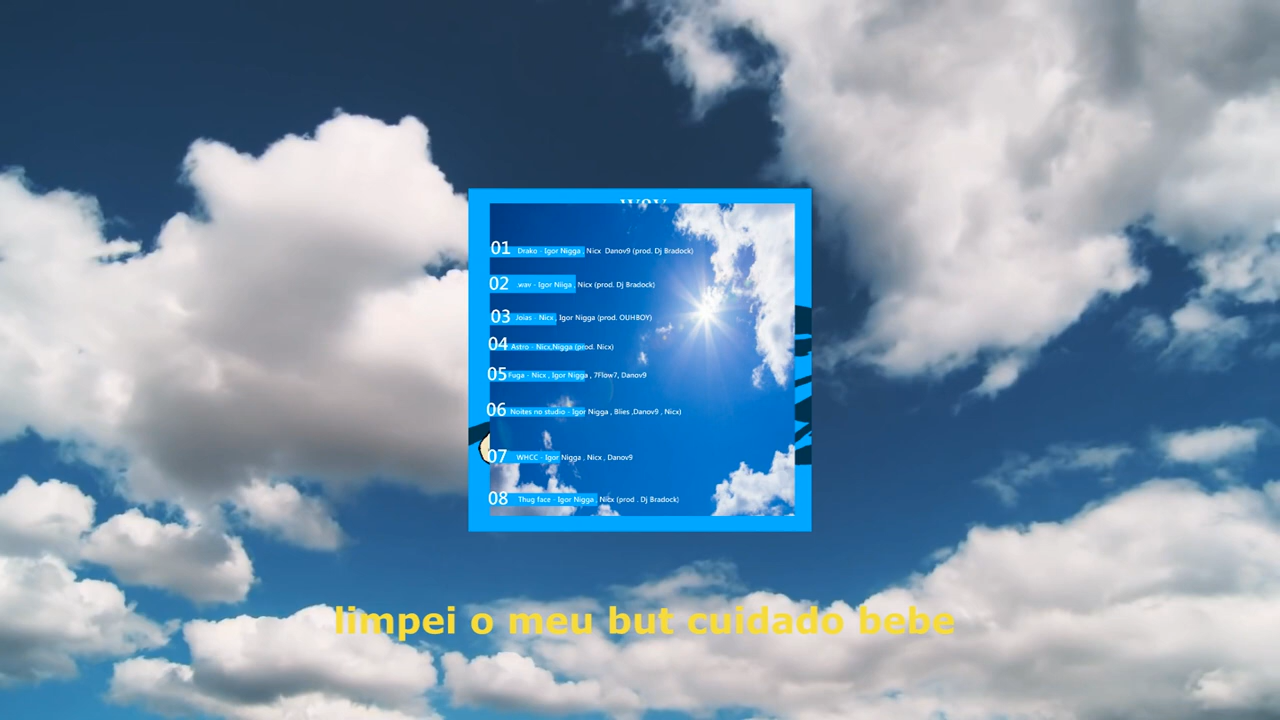 wav
01 Drako - Igor Nigga , Nicx Danov9 (prod. Dj Bradock)
02 .wav - Igor Niiga , Nicx (prod. Dj Bradock)
03 Joias - Nicx , Igor Nigga (prod. OUHBOY)
04 Astro - Nicx,Nigga (prod. Nicx)
05 Fuga - Nicx , Igor Nigga , 7Flow7, Danov9
06 Noites no studio - Igor Nigga , Blies ,Danov9 , Nicx)
07 WHCC - Igor Nigga , Nicx , Danov9
08 Thug face - Igor Nigga , Nicx (prod . Dj Bradock)
limpei o meu but cuidado bebe